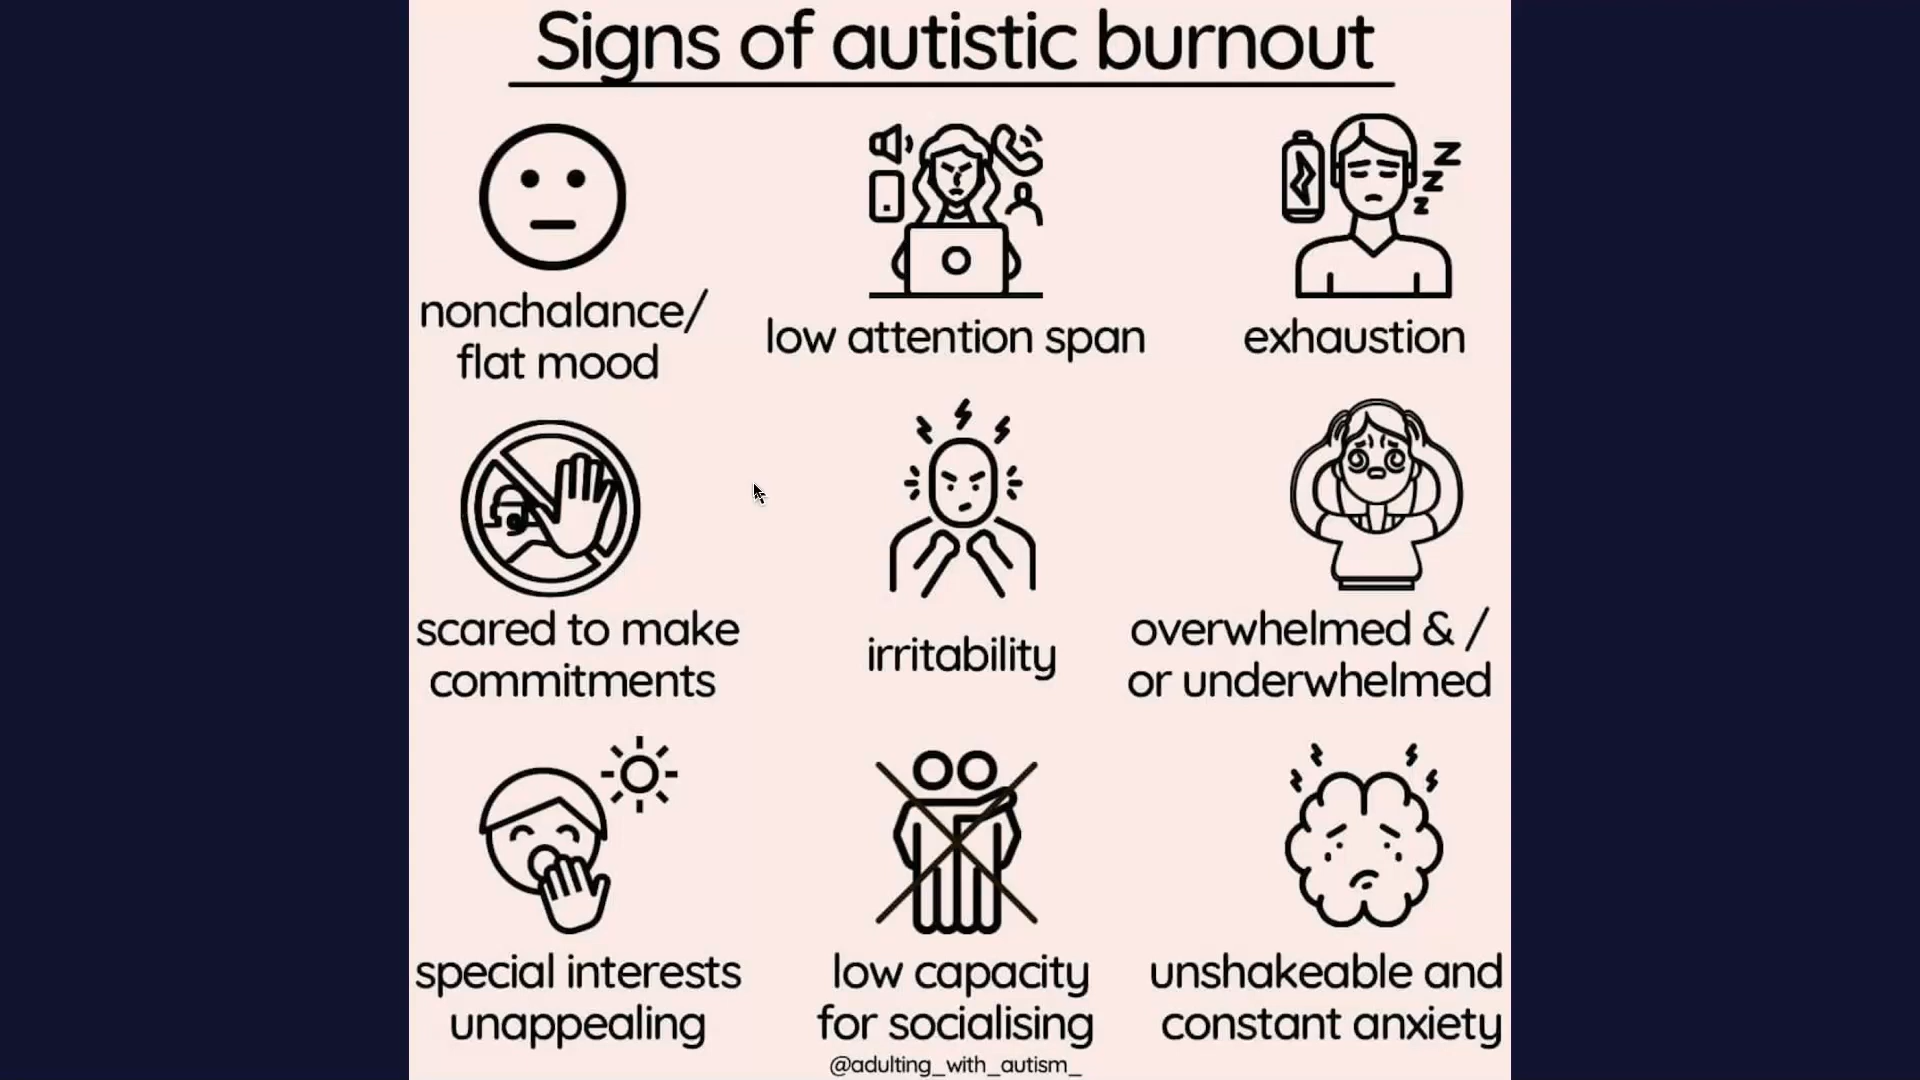 Signs of autistic burnout
nonchalance/
flat mood
low attention span
exhaustion
scared to make
commitments
irritability
overwhelmed & /
or underwhelmed
special interests
unappealing
low capacity
for socialising
unshakeable and
constant anxiety
@adulting_with_autism_